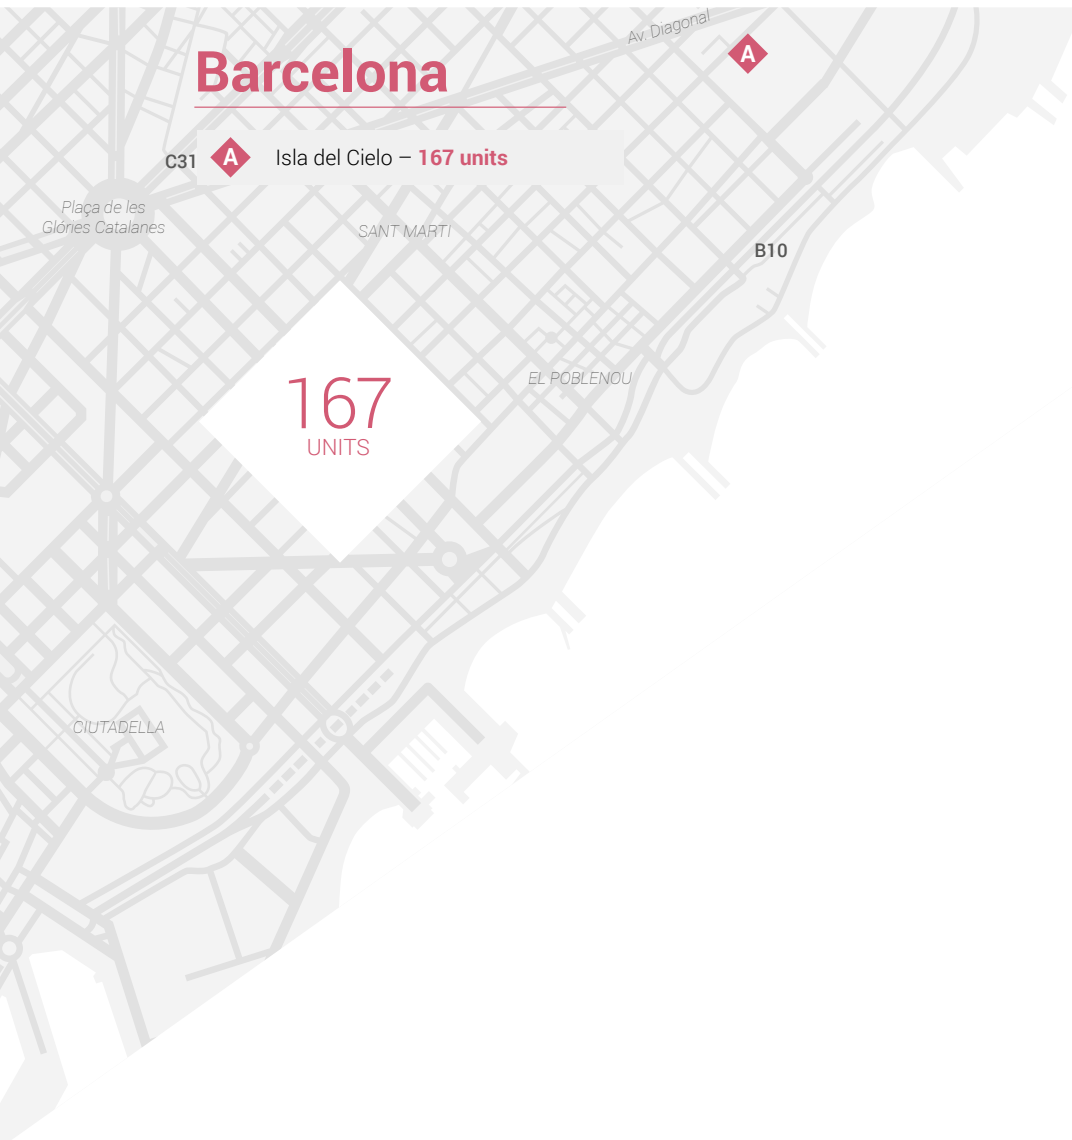 Av. Diagonal
A
Barcelona
A Isla del Cielo – 167 units
C31
Plaça de les
Glóries Catalanes
SANT MARTI
B10
EL POBLENOU
167
UNITS
CIUTADELLA